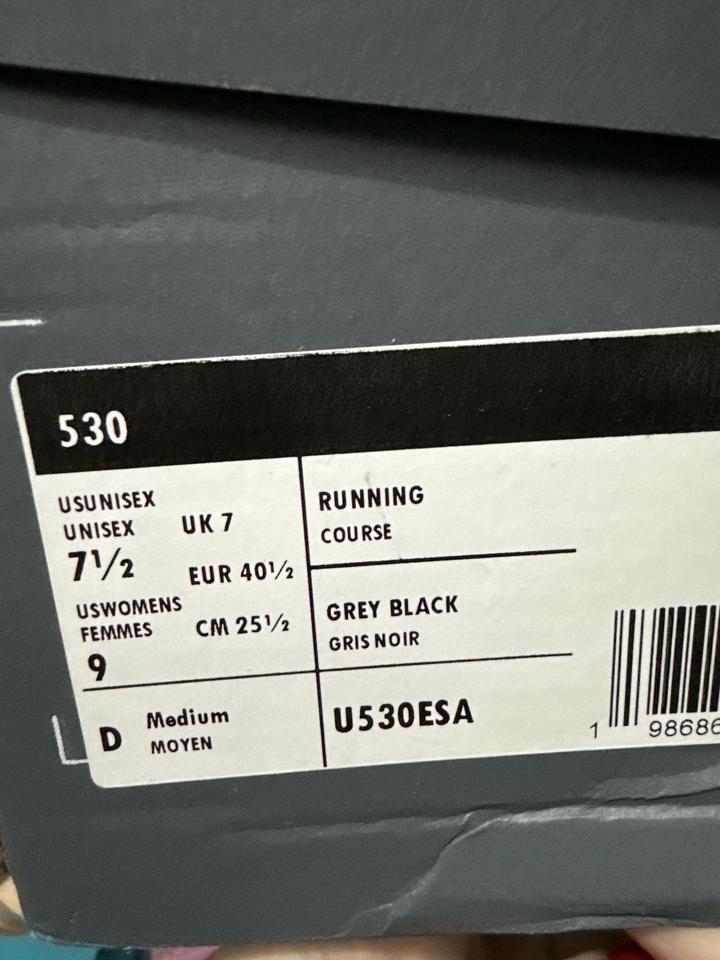 530
USUNISEX
UNISEX
7½
UK 7
EUR 40½
USWOMENS
FEMMES
9
CM 25½
D
Medium
MOYEN
RUNNING
COURSE
GREY BLACK
GRIS NOIR
U530ESA
1 98686